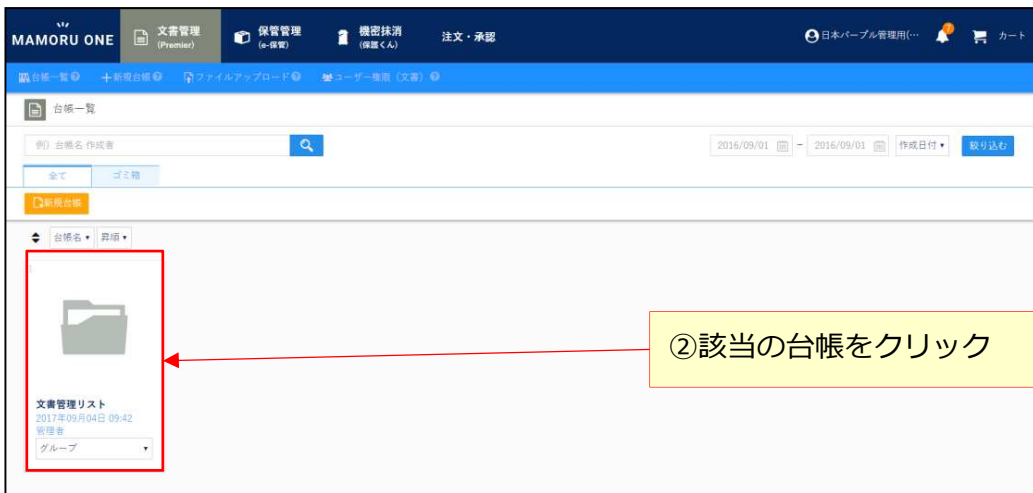 MAMORU ONE
文書管理
(Premier)
保管管理
(e-保管)
機密抹消
(保護くん)
注文・承認
日本パープル管理用(…
7
カート
台帳一覧
新規台帳
ファイルアップロード
ユーザー権限（文書）
台帳一覧
例）台帳名 作成者
2016/09/01 - 2016/09/01 作成日付 絞り込む
全て ゴミ箱
新規台帳
台帳名 昇順
文書管理リスト
2017年09月04日 09:42
管理者
グループ
②該当の台帳をクリック